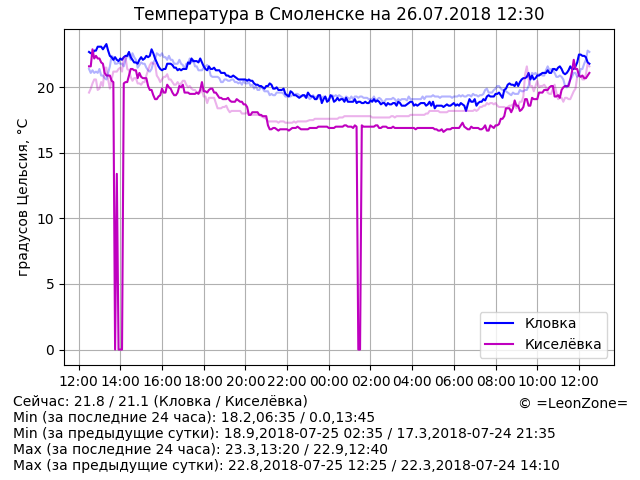 Температура в Смоленске на 26.07.2018 12:30
градусов Цельсия, °C
20
15
10
5
0
12:00 14:00 16:00 18:00 20:00 22:00 00:00 02:00 04:00 06:00 08:00 10:00 12:00
Кловка
Киселёвка
Сейчас: 21.8 / 21.1 (Кловка / Киселёвка)
© =LeonZone=
Min (за последние 24 часа): 18.2,06:35 / 0.0,13:45
Min (за предыдущие сутки): 18.9,2018-07-25 02:35 / 17.3,2018-07-24 21:35
Max (за последние 24 часа): 23.3,13:20 / 22.9,12:40
Max (за предыдущие сутки): 22.8,2018-07-25 12:25 / 22.3,2018-07-24 14:10